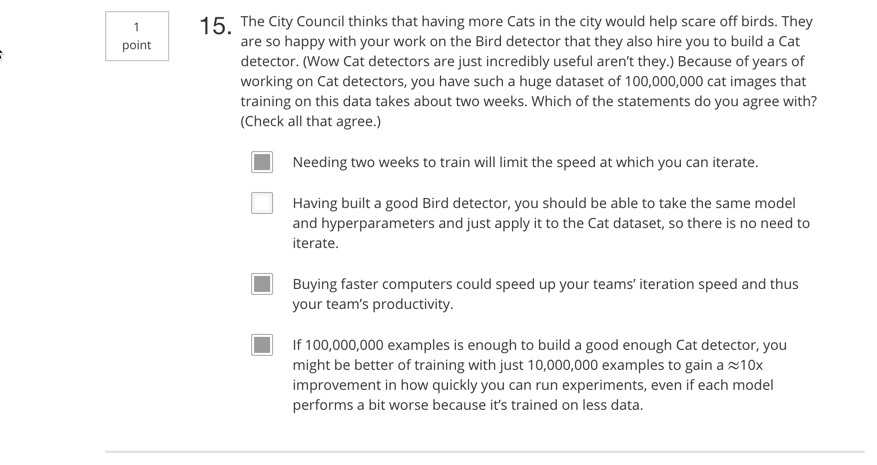 1
point
15.
The City Council thinks that having more Cats in the city would help scare off birds. They
are so happy with your work on the Bird detector that they also hire you to build a Cat
detector. (Wow Cat detectors are just incredibly useful aren’t they.) Because of years of
working on Cat detectors, you have such a huge dataset of 100,000,000 cat images that
training on this data takes about two weeks. Which of the statements do you agree with?
(Check all that agree.)
Needing two weeks to train will limit the speed at which you can iterate.
Having built a good Bird detector, you should be able to take the same model
and hyperparameters and just apply it to the Cat dataset, so there is no need to
iterate.
Buying faster computers could speed up your teams’ iteration speed and thus
your team’s productivity.
If 100,000,000 examples is enough to build a good enough Cat detector, you
might be better of training with just 10,000,000 examples to gain a ≈10x
improvement in how quickly you can run experiments, even if each model
performs a bit worse because it’s trained on less data.